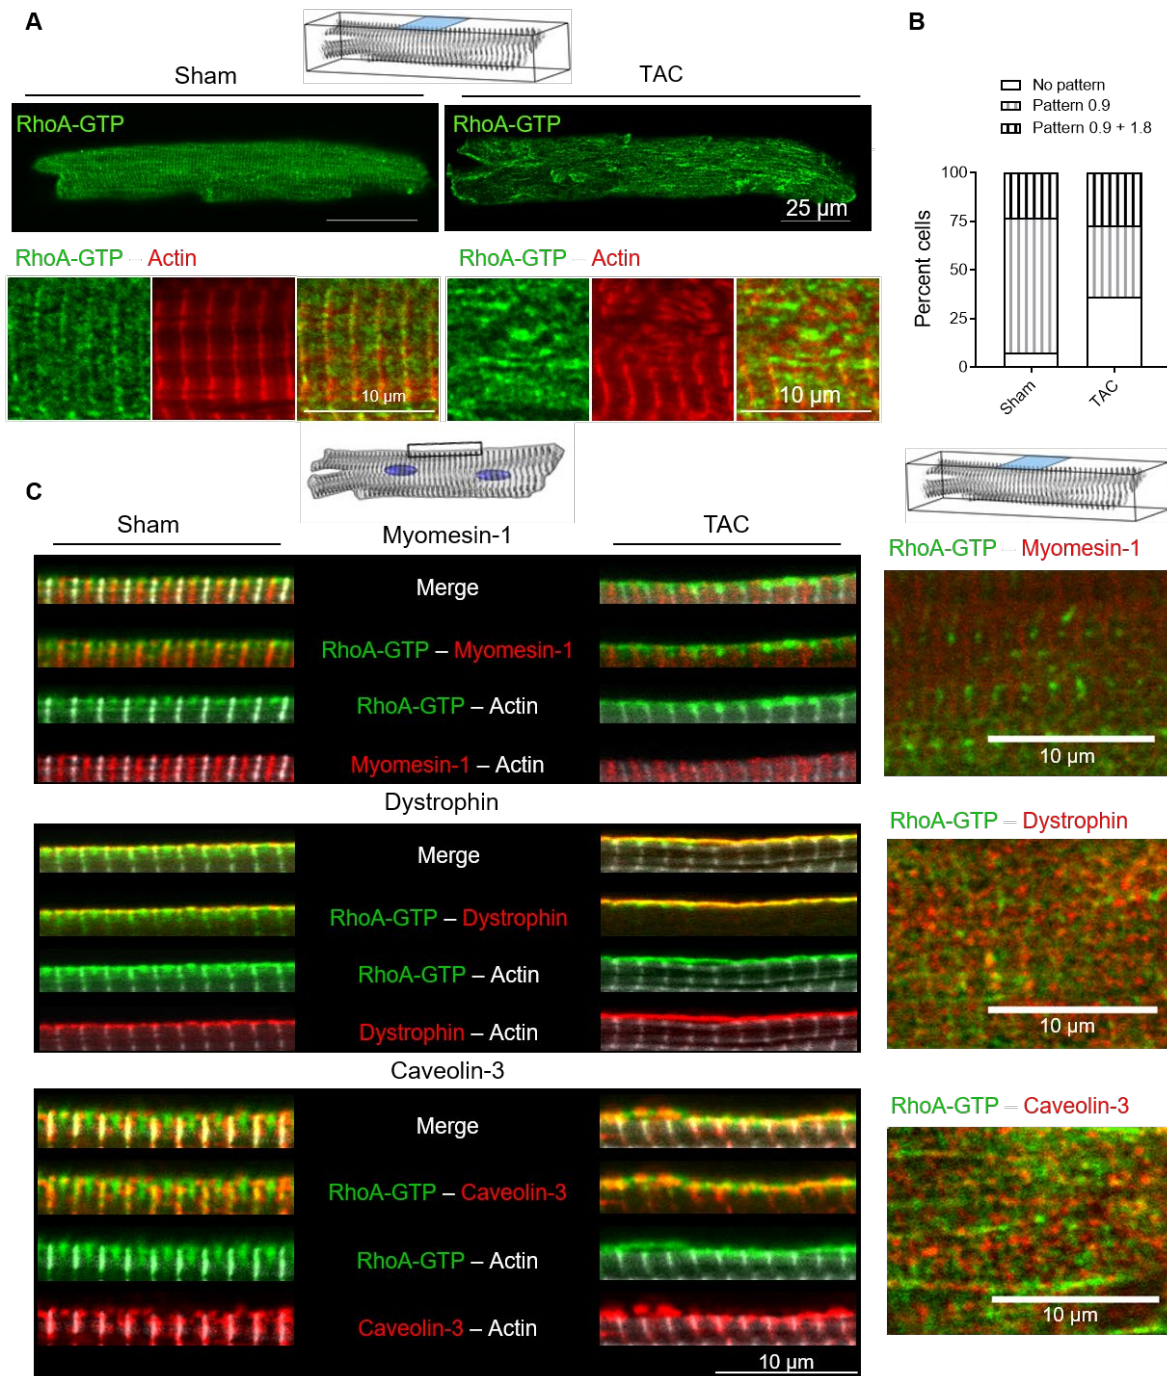 A
B
Sham
TAC
RhoA-GTP
RhoA-GTP
25 µm
No pattern
Pattern 0.9
Pattern 0.9 + 1.8
100
75
50
25
0
Percent cells
Sham
TAC
RhoA-GTP – Actin
RhoA-GTP – Actin
10 µm
10 µm
C
Sham
Myomesin-1
TAC
Merge
RhoA-GTP – Myomesin-1
RhoA-GTP – Actin
Myomesin-1 – Actin
RhoA-GTP – Myomesin-1
10 µm
Dystrophin
Merge
RhoA-GTP – Dystrophin
RhoA-GTP – Actin
Dystrophin – Actin
RhoA-GTP – Dystrophin
10 µm
Caveolin-3
Merge
RhoA-GTP – Caveolin-3
RhoA-GTP – Actin
Caveolin-3 – Actin
10 µm
RhoA-GTP – Caveolin-3
10 µm